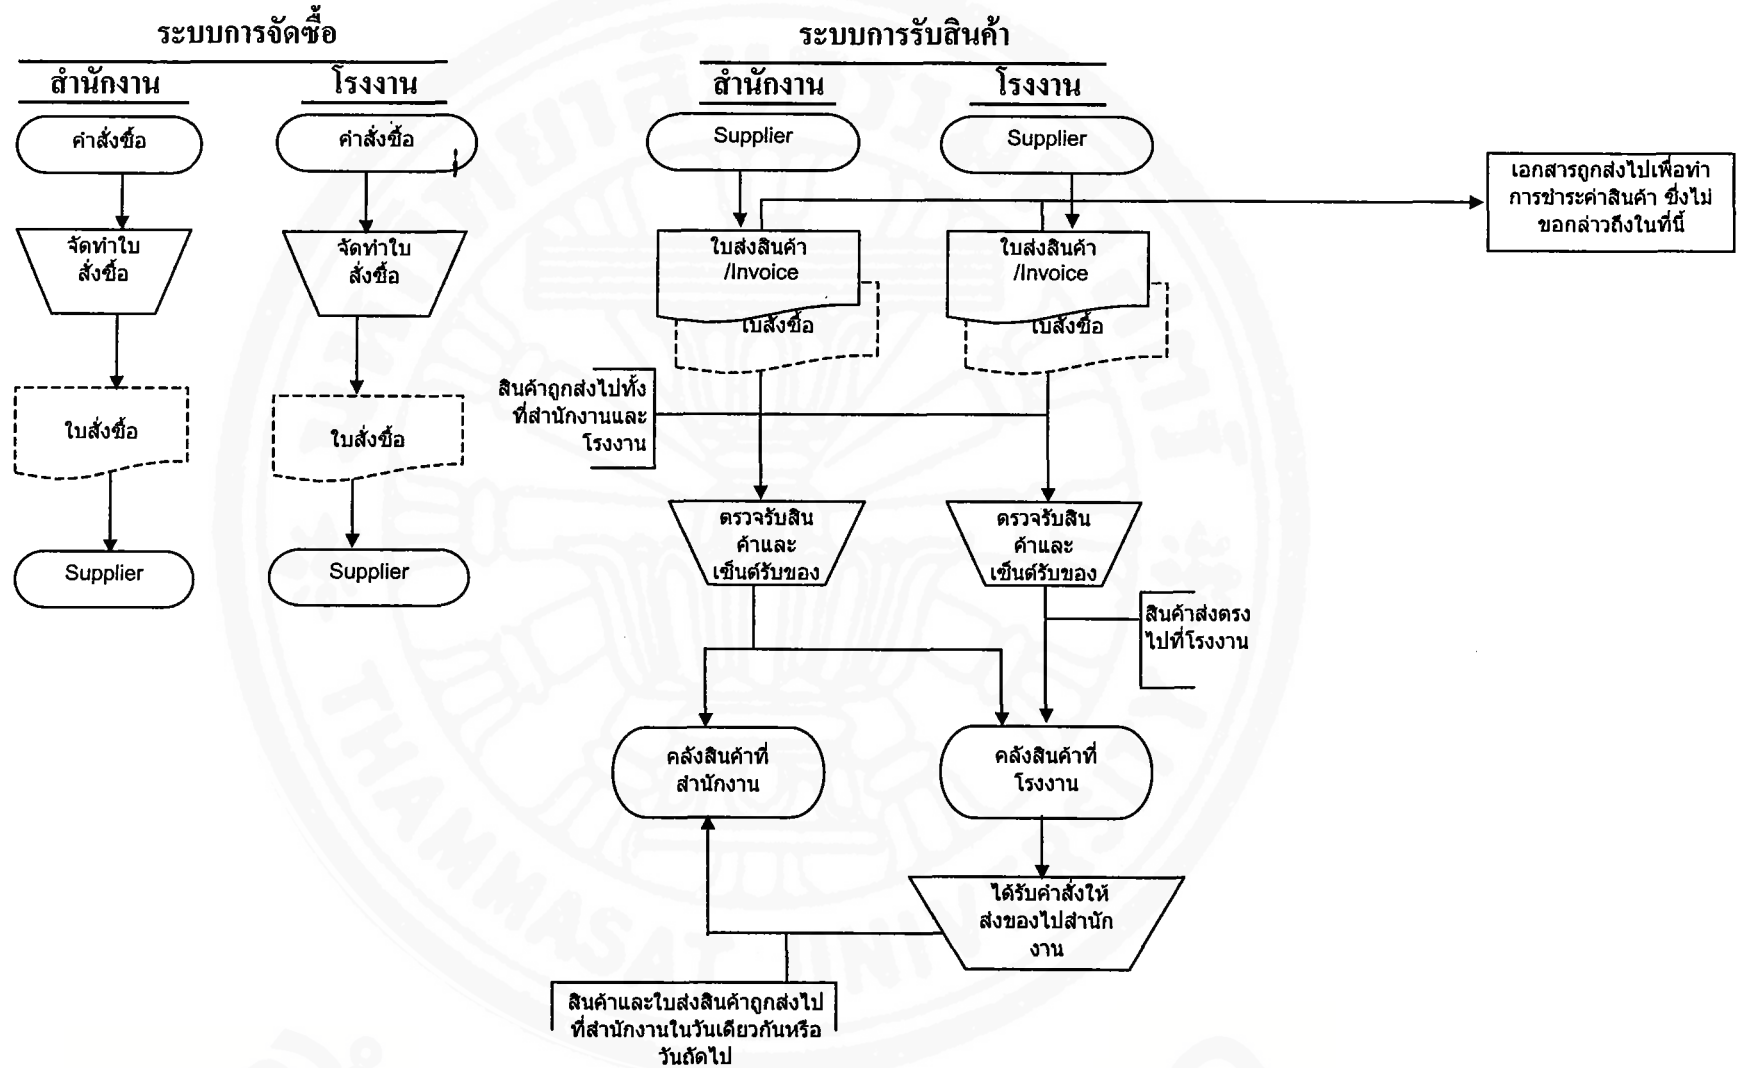 ระบบการจัดซื้อ
สำนักงาน
โรงงาน
คำสั่งซื้อ
คำสั่งซื้อ
จัดทำใบ
สั่งซื้อ
จัดทำใบ
สั่งซื้อ
ใบสั่งซื้อ
ใบสั่งซื้อ
Supplier
Supplier
ระบบการรับสินค้า
สำนักงาน
โรงงาน
Supplier
Supplier
เอกสารถูกส่งไปเพื่อทำ
การชำระค่าสินค้า ซึ่งไม่
ขอกล่าวถึงในที่นี้
ใบส่งสินค้า
/Invoice
ใบสั่งซื้อ
ใบส่งสินค้า
/Invoice
ใบสั่งซื้อ
สินค้าถูกส่งไปทั้ง
ที่สำนักงานและ
โรงงาน
ตรวจรับสิน
ค้าและ
เซ็นต์รับของ
ตรวจรับสิน
ค้าและ
เซ็นต์รับของ
สินค้าส่งตรง
ไปที่โรงงาน
คลังสินค้าที่
สำนักงาน
คลังสินค้าที่
โรงงาน
ได้รับคำสั่งให้
ส่งของไปสำนัก
งาน
สินค้าและใบส่งสินค้าถูกส่งไป
ที่สำนักงานในวันเดียวกันหรือ
วันถัดไป
THAMMASAT UNIVERSITY